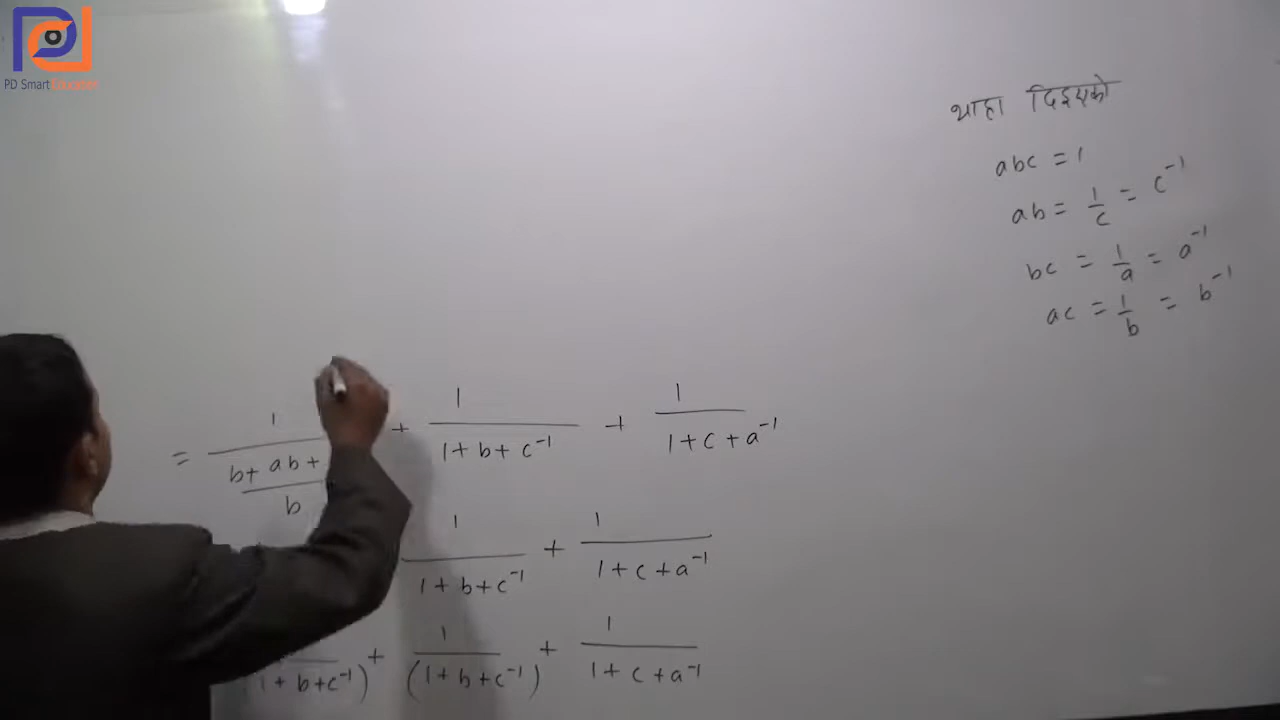 PD Smart Education
थाहा दिइएको
abc = 1
ab = 1/c = c⁻¹
bc = 1/a = a⁻¹
ac = 1/b = b⁻¹
= 1/((b + ab + /b) + 1/(1 + b + c⁻¹) + 1/(1 + c + a⁻¹)
1/(1 + b + c⁻¹) + 1/(1 + c + a⁻¹)
1 + b + c⁻¹) + 1/(1 + b + c⁻¹) + 1/(1 + c + a⁻¹)